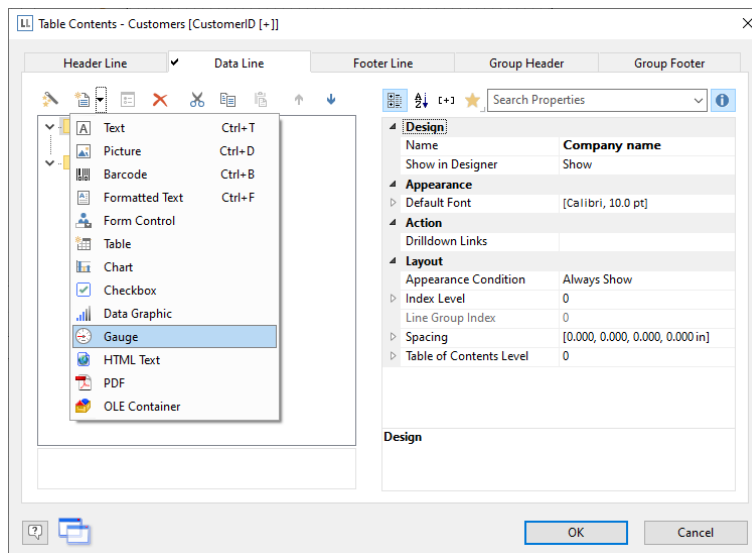 LL Table Contents - Customers [CustomerID [+]]
Header Line
Data Line
Footer Line
Group Header
Group Footer
[+]
Search Properties
Text Ctrl+T
Picture Ctrl+D
Barcode Ctrl+B
Formatted Text Ctrl+F
Form Control
Table
Chart
Checkbox
Data Graphic
Gauge
HTML Text
PDF
OLE Container
Design
Name Company name
Show in Designer Show
Appearance
Default Font [Calibri, 10.0 pt]
Action
Drilldown Links
Layout
Appearance Condition Always Show
Index Level 0
Line Group Index 0
Spacing [0.000, 0.000, 0.000, 0.000 in]
Table of Contents Level 0
Design
OK
Cancel